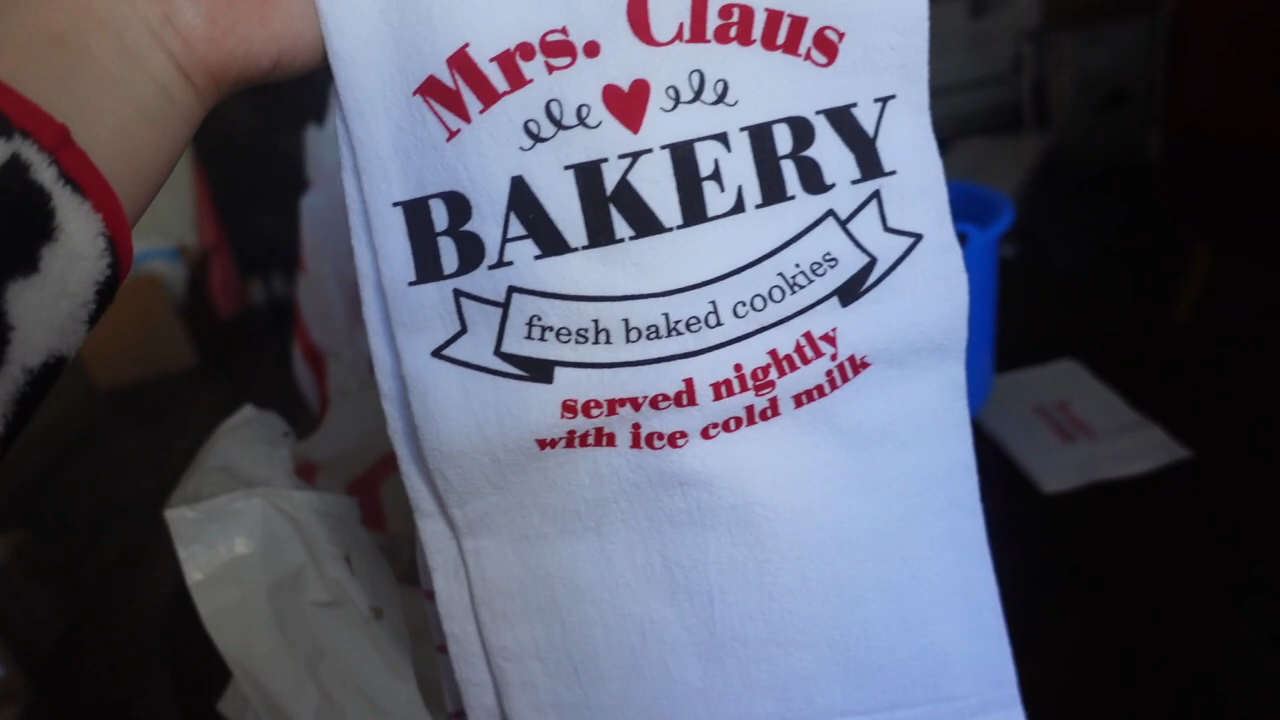 Mrs. Claus
BAKERY
fresh baked cookies
served nightly
with ice cold milk